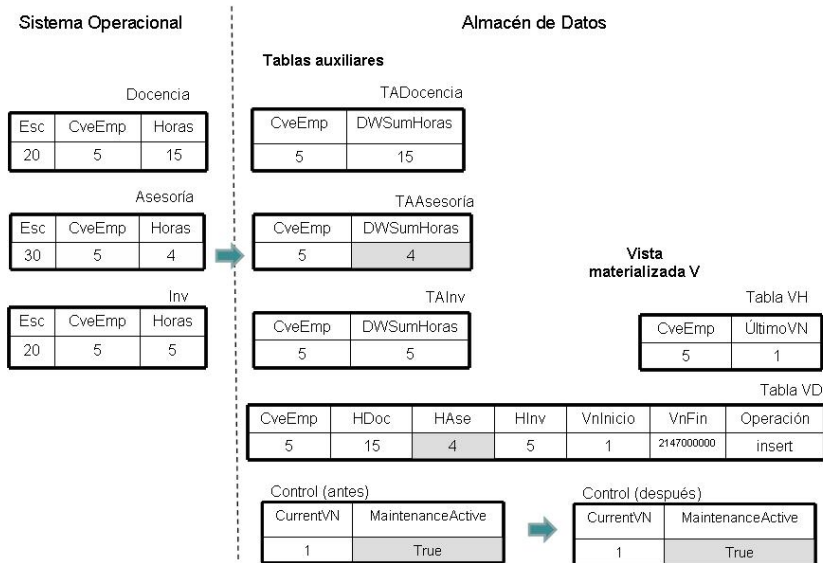 Sistema Operacional
Almacén de Datos
Tablas auxiliares
Docencia
Esc CveEmp Horas
20 5 15
TADocencia
CveEmp DWSumHoras
5 15
Asesoría
Esc CveEmp Horas
30 5 4
TAAsesoría
CveEmp DWSumHoras
5 4
Inv
Esc CveEmp Horas
20 5 5
TAInv
CveEmp DWSumHoras
5 5
Vista
materializada V
Tabla VH
CveEmp ÚltimoVN
5 1
Tabla VD
CveEmp HDoc HAse HInv VnInicio VnFin Operación
5 15 4 5 1 2147000000 insert
Control (antes)
CurrentVN MaintenanceActive
1 True
Control (después)
CurrentVN MaintenanceActive
1 True